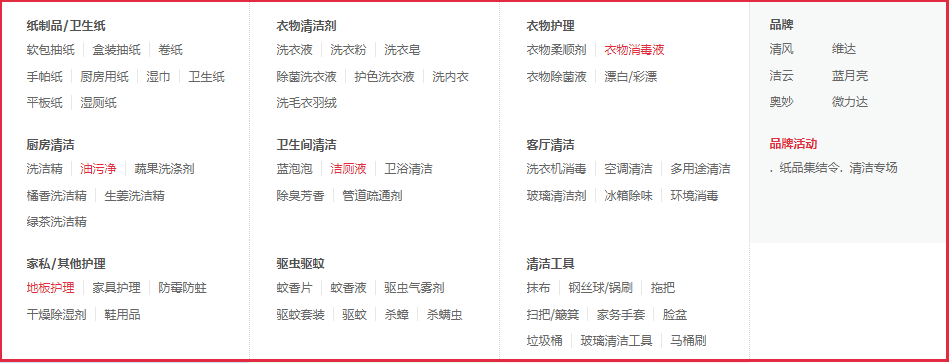 纸制品/卫生纸
软包抽纸 盒装抽纸 卷纸
手帕纸 厨房用纸 湿巾 卫生纸
平板纸 湿厕纸
衣物清洁剂
洗衣液 洗衣粉 洗衣皂
除菌洗衣液 护色洗衣液 洗内衣
洗毛衣羽绒
衣物护理
衣物柔顺剂 衣物消毒液
衣物除菌液 漂白/彩漂
厨房清洁
洗洁精 油污净 蔬果洗涤剂
橘香洗洁精 生姜洗洁精
绿茶洗洁精
卫生间清洁
蓝泡泡 洁厕液 卫浴清洁
除臭芳香 管道疏通剂
客厅清洁
洗衣机消毒 空调清洁 多用途清洁
玻璃清洁剂 冰箱除味 环境消毒
家私/其他护理
地板护理 家具护理 防霉防蛀
干燥除湿剂 鞋用品
驱虫驱蚊
蚊香片 蚊香液 驱虫气雾剂
驱蚊套装 驱蚊 杀蟑 杀螨虫
清洁工具
抹布 钢丝球/锅刷 拖把
扫把/簸箕 家务手套 脸盆
垃圾桶 玻璃清洁工具 马桶刷
品牌
清风 维达
洁云 蓝月亮
奥妙 微力达
品牌活动
. 纸品集结令. 清洁专场